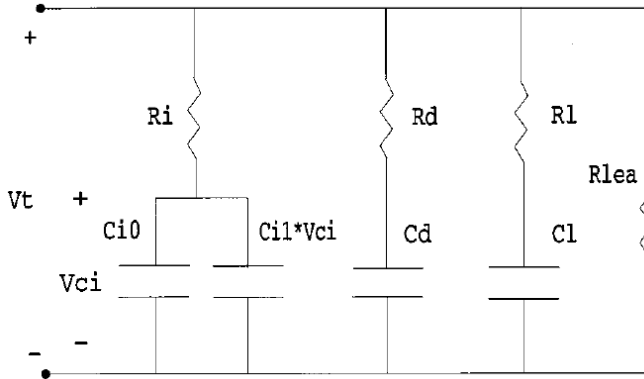 +
Ri
Rd
Rl
Rlea
Vt
+
Ci0
Ci1*Vci
Cd
Cl
Vci
-
-